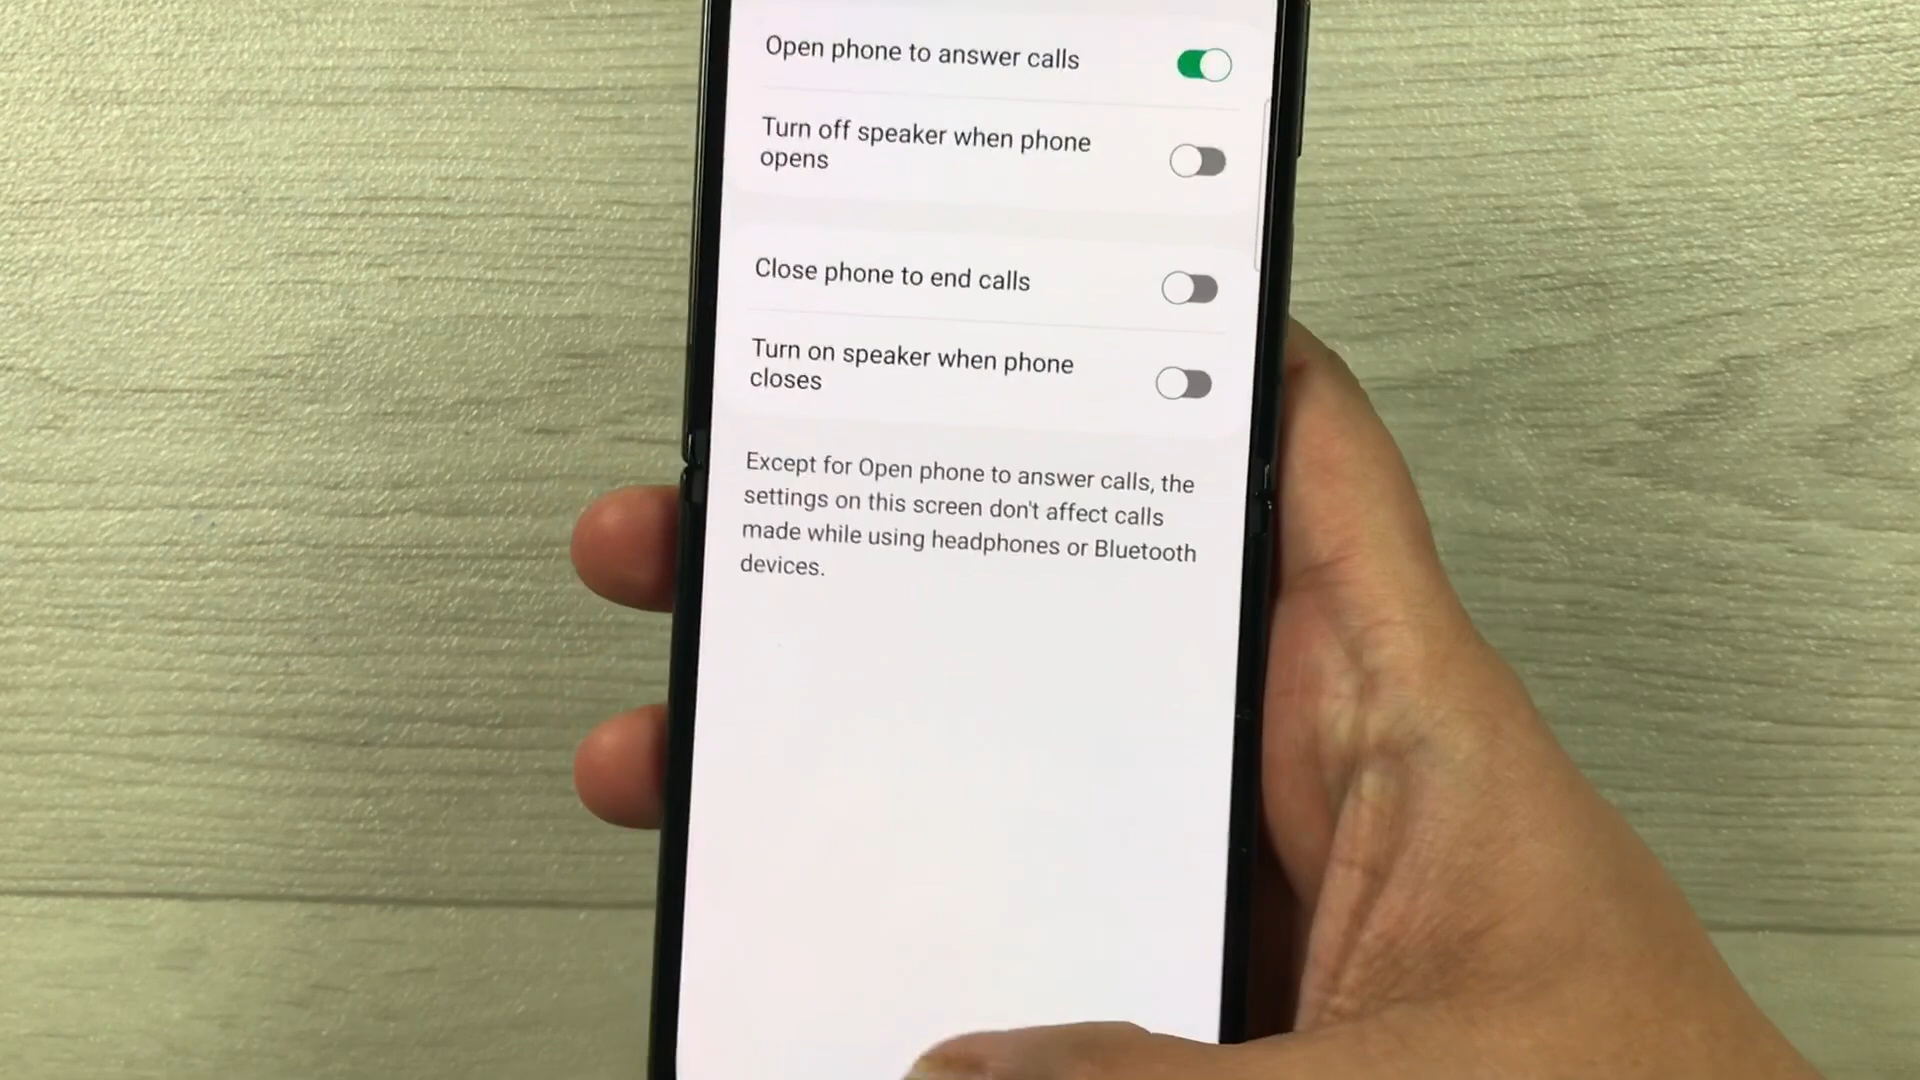 Open phone to answer calls
Turn off speaker when phone
opens
Close phone to end calls
Turn on speaker when phone
closes
Except for Open phone to answer calls, the
settings on this screen don't affect calls
made while using headphones or Bluetooth
devices.